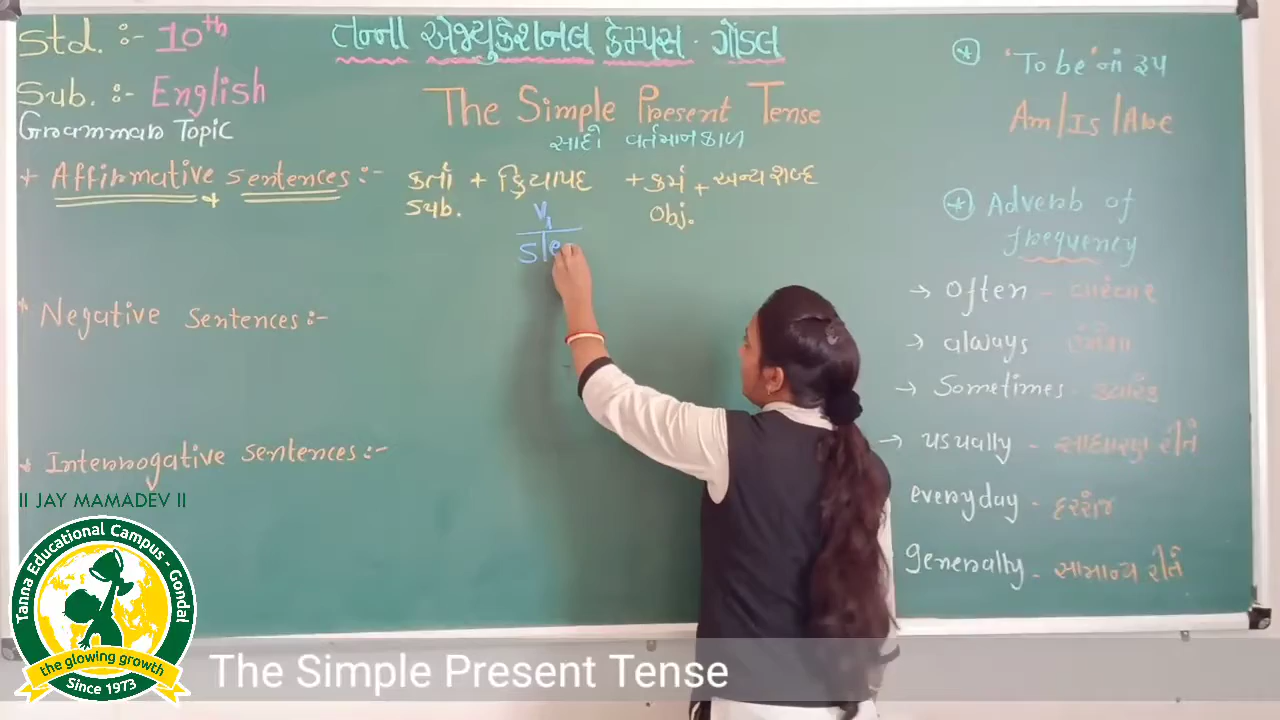 Std. :- 10th
Sub. :- English
Grammar Topic
તન્ના એજ્યુકેશનલ કેમ્પસ - ગોંડલ
The Simple Present Tense
સાદો વર્તમાનકાળ
+ Affirmative sentences :-
કર્તા + ક્રિયાપદ + કર્મ + અન્ય શબ્દ
Sub. V1 Obj.
S/e
* Negative sentences :-
* Interrogative sentences :-
* 'To be' નાં રૂપ
Am / Is / Are
* Adverb of
frequency
→ Often - વારંવાર
→ always - હંમેશા
→ Sometimes - ક્યારેક
→ usually - સાધારણ રીતે
everyday - દરરોજ
generally - સામાન્ય રીતે
II JAY MAMADEV II
Tanna Educational Campus - Gondal
the glowing growth
Since 1973
The Simple Present Tense